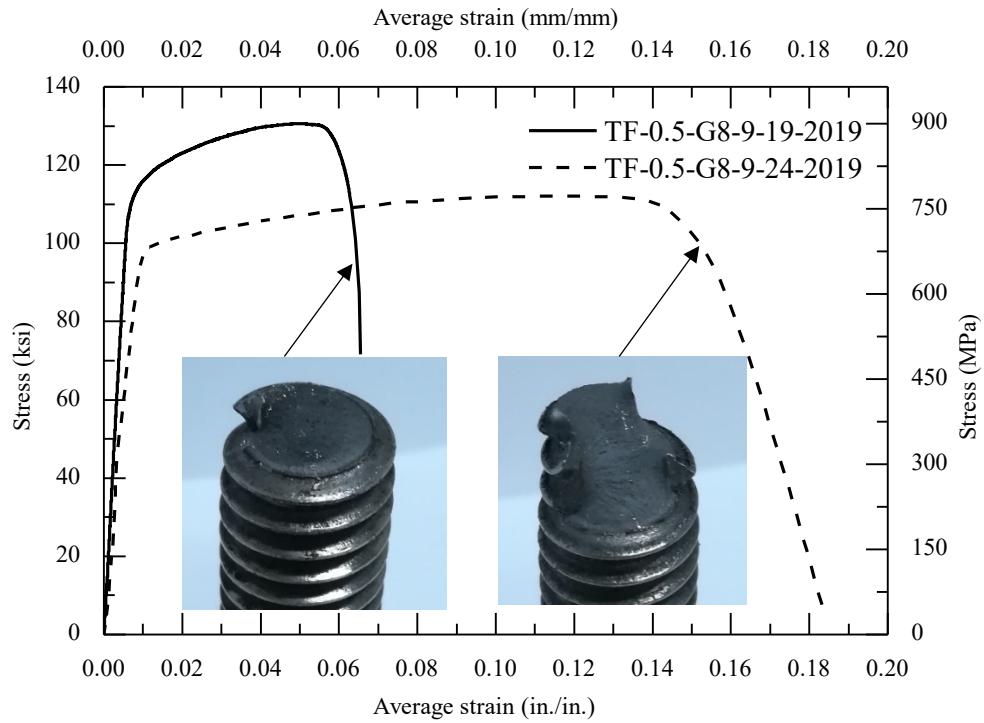 Average strain (mm/mm)
0.00 0.02 0.04 0.06 0.08 0.10 0.12 0.14 0.16 0.18 0.20
140
120
100
80
60
40
20
0
Stress (ksi)
TF-0.5-G8-9-19-2019
TF-0.5-G8-9-24-2019
900
750
600
450
300
150
0
Stress (MPa)
0.00 0.02 0.04 0.06 0.08 0.10 0.12 0.14 0.16 0.18 0.20
Average strain (in./in.)